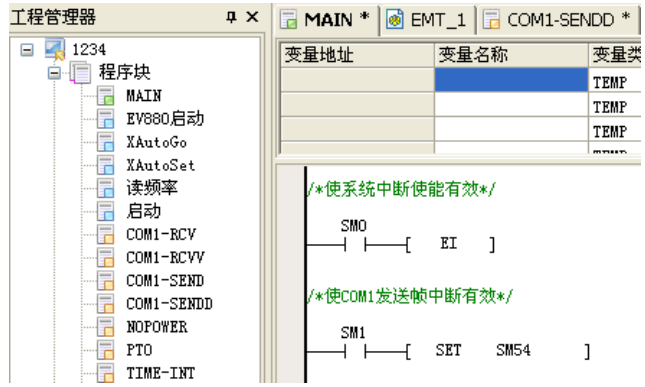 工程管理器
1234
程序块
MAIN
EV880启动
XAutoGo
XAutoSet
读频率
启动
COM1-RCV
COM1-RCVV
COM1-SEND
COM1-SENDD
NOPOWER
PTO
TIME-INT
MAIN * EMT_1 COM1-SENDD *
变量地址 变量名称 变量类
TEMP
TEMP
TEMP
/*使系统中断使能有效*/
SM0
[ EI ]
/*使COM1发送帧中断有效*/
SM1
[ SET SM54 ]